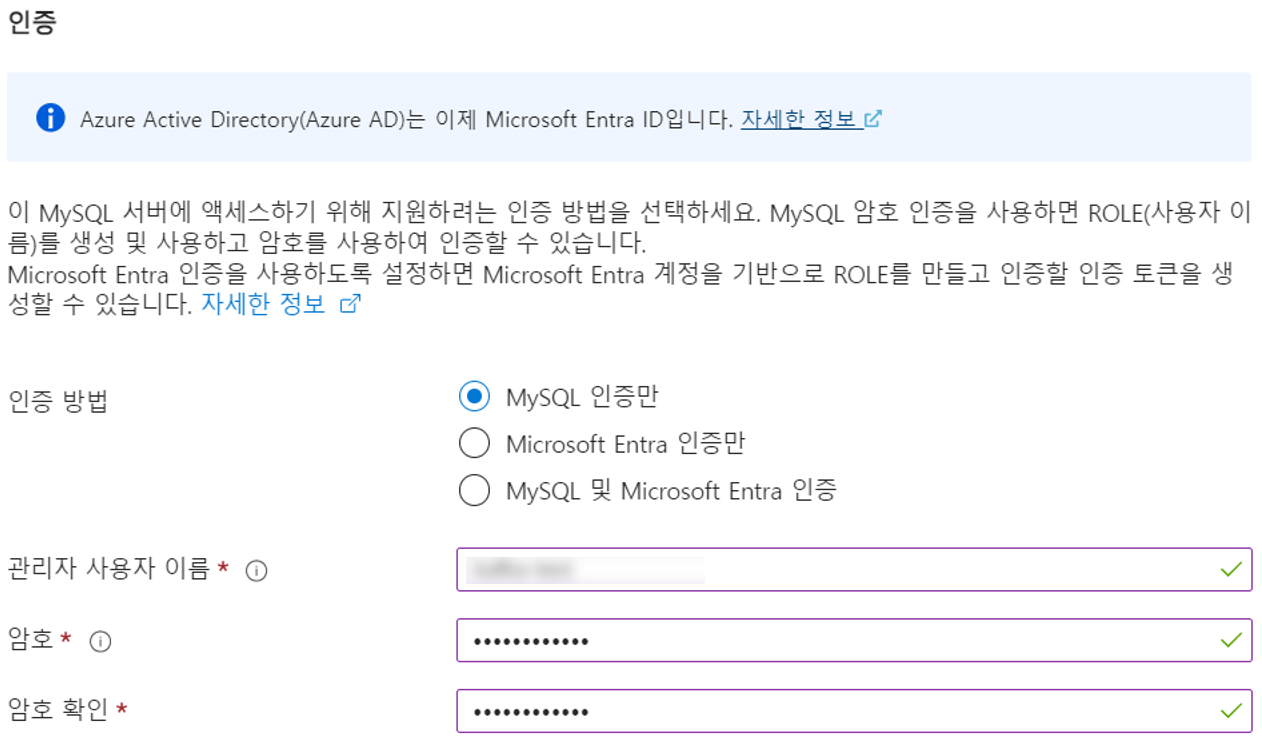 인증
Azure Active Directory(Azure AD)는 이제 Microsoft Entra ID입니다. 자세한 정보
이 MySQL 서버에 액세스하기 위해 지원하려는 인증 방법을 선택하세요. MySQL 암호 인증을 사용하면 ROLE(사용자 이
름)를 생성 및 사용하고 암호를 사용하여 인증할 수 있습니다.
Microsoft Entra 인증을 사용하도록 설정하면 Microsoft Entra 계정을 기반으로 ROLE를 만들고 인증할 인증 토큰을 생
성할 수 있습니다. 자세한 정보
인증 방법
MySQL 인증만
Microsoft Entra 인증만
MySQL 및 Microsoft Entra 인증
관리자 사용자 이름 *
암호 *
••••••••••••
암호 확인 *
••••••••••••